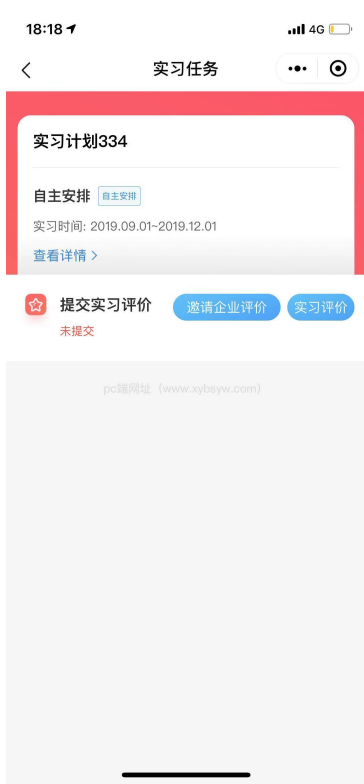 18:18
4G
实习任务
实习计划334
自主安排 自主安排
实习时间: 2019.09.01~2019.12.01
查看详情
提交实习评价 邀请企业评价 实习评价
未提交
pc端网址（www.xybsyw.com）